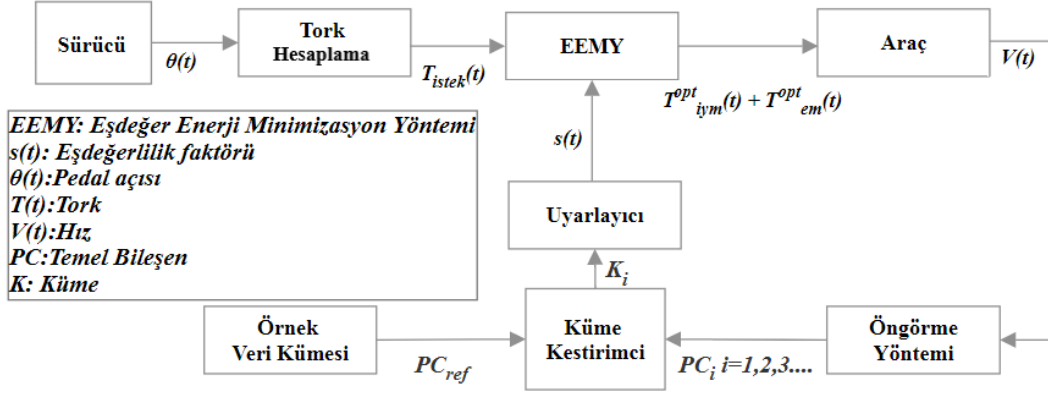 Sürücü
θ(t)
Tork
Hesaplama
T_istek(t)
EEMY
T^opt_iym(t) + T^opt_em(t)
Araç
V(t)
EEMY: Eşdeğer Enerji Minimizasyon Yöntemi
s(t): Eşdeğerlilik faktörü
θ(t):Pedal açısı
T(t):Tork
V(t):Hız
PC:Temel Bileşen
K: Küme
s(t)
Uyarlayıcı
K_i
Örnek
Veri Kümesi
PC_ref
Küme
Kestirimci
PC_i i=1,2,3....
Öngörme
Yöntemi